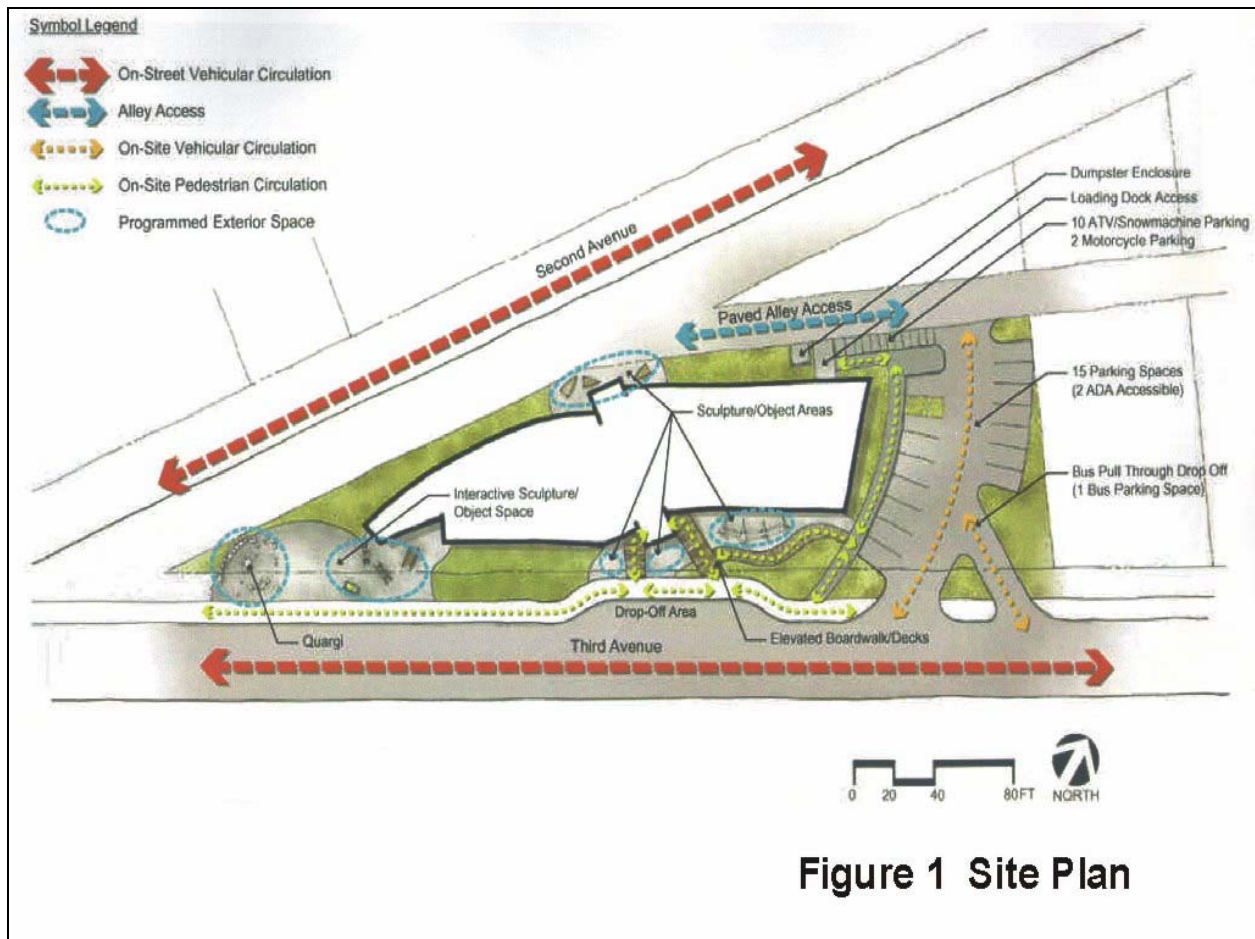 Symbol Legend
On-Street Vehicular Circulation
Alley Access
On-Site Vehicular Circulation
On-Site Pedestrian Circulation
Programmed Exterior Space
Second Avenue
Dumpster Enclosure
Loading Dock Access
10 ATV/Snowmachine Parking
2 Motorcycle Parking
Paved Alley Access
15 Parking Spaces
(2 ADA Accessible)
Sculpture/Object Areas
Bus Pull Through Drop Off
(1 Bus Parking Space)
Interactive Sculpture/
Object Space
Drop-Off Area
Quargi
Elevated Boardwalk/Decks
Third Avenue
0 20 40 80FT
NORTH
Figure 1 Site Plan